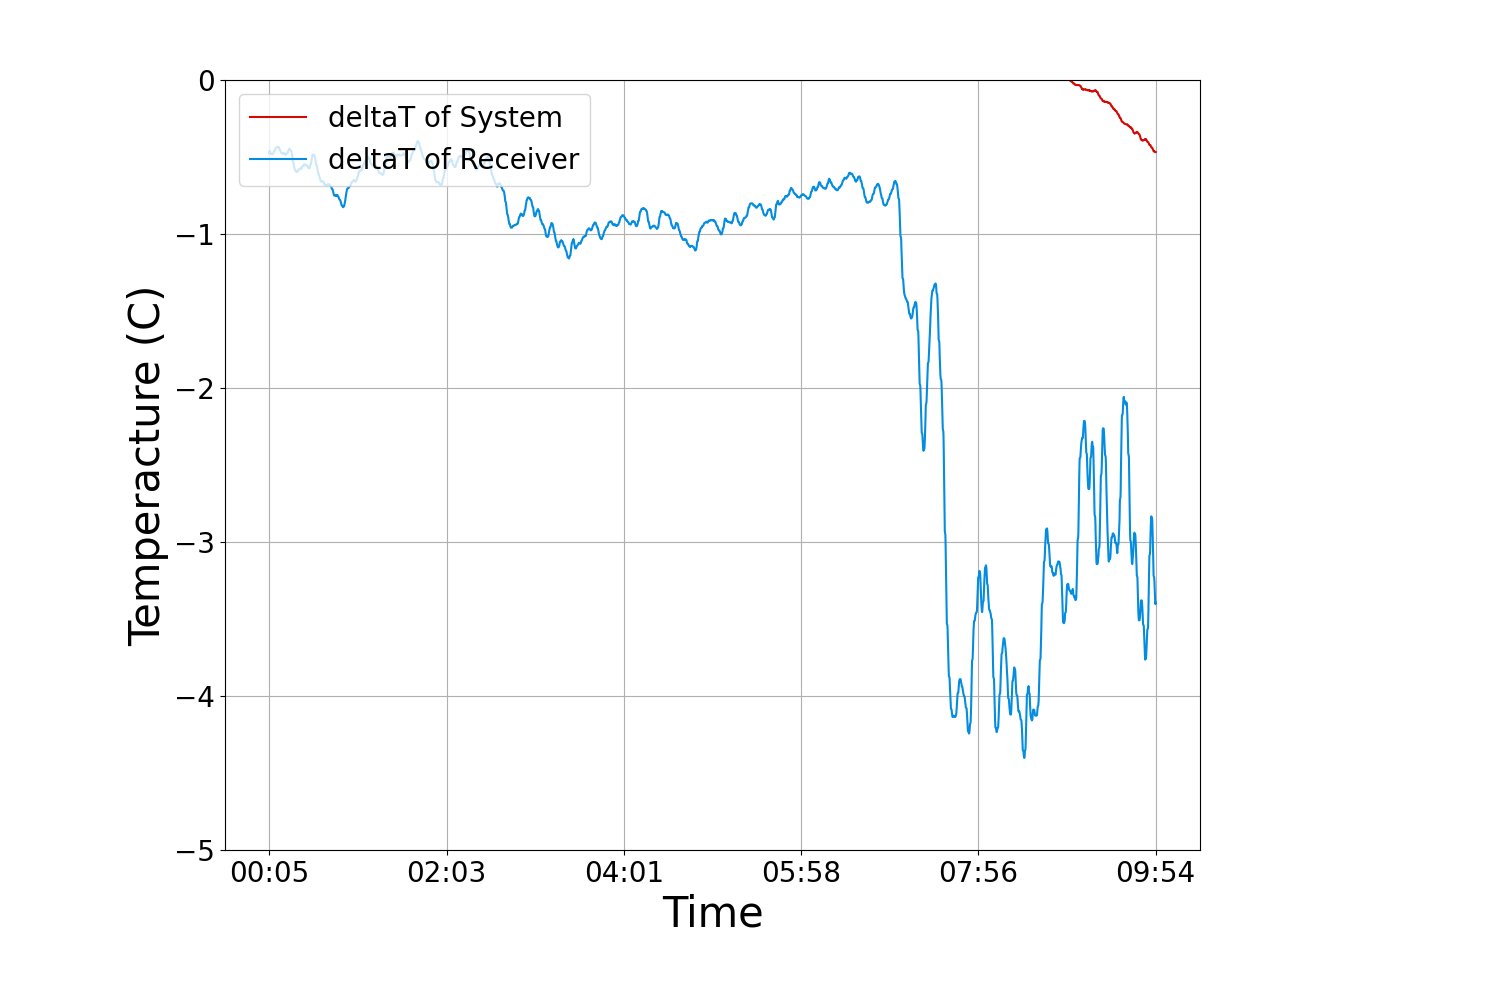 deltaT of System
deltaT of Receiver
0
−1
−2
−3
−4
−5
Temperacture (C)
00:05 02:03 04:01 05:58 07:56 09:54
Time